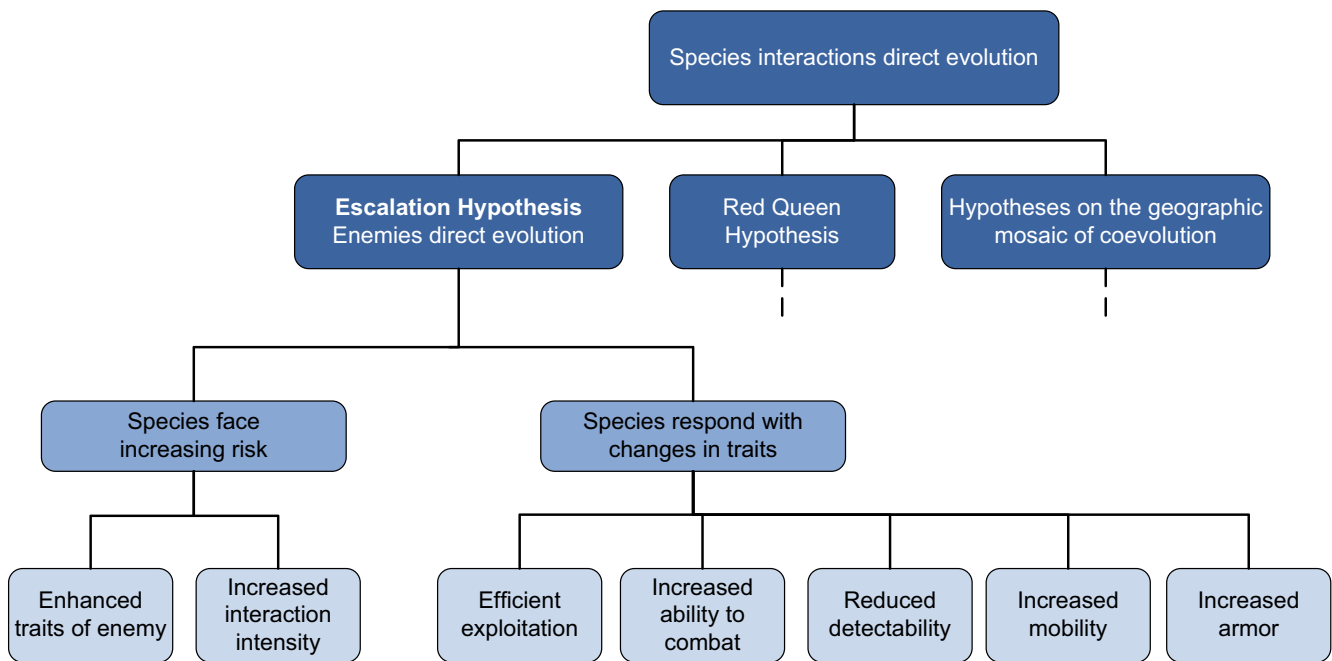 Species interactions direct evolution
Escalation Hypothesis
Enemies direct evolution
Red Queen
Hypothesis
Hypotheses on the geographic
mosaic of coevolution
Species face
increasing risk
Species respond with
changes in traits
Enhanced
traits of enemy
Increased
interaction
intensity
Efficient
exploitation
Increased
ability to
combat
Reduced
detectability
Increased
mobility
Increased
armor